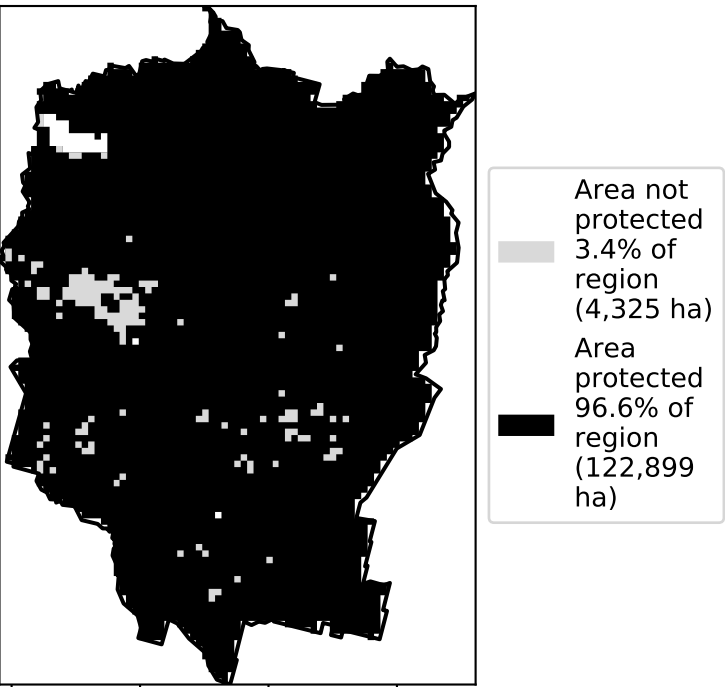 Area not
protected
3.4% of
region
(4,325 ha)
Area
protected
96.6% of
region
(122,899
ha)